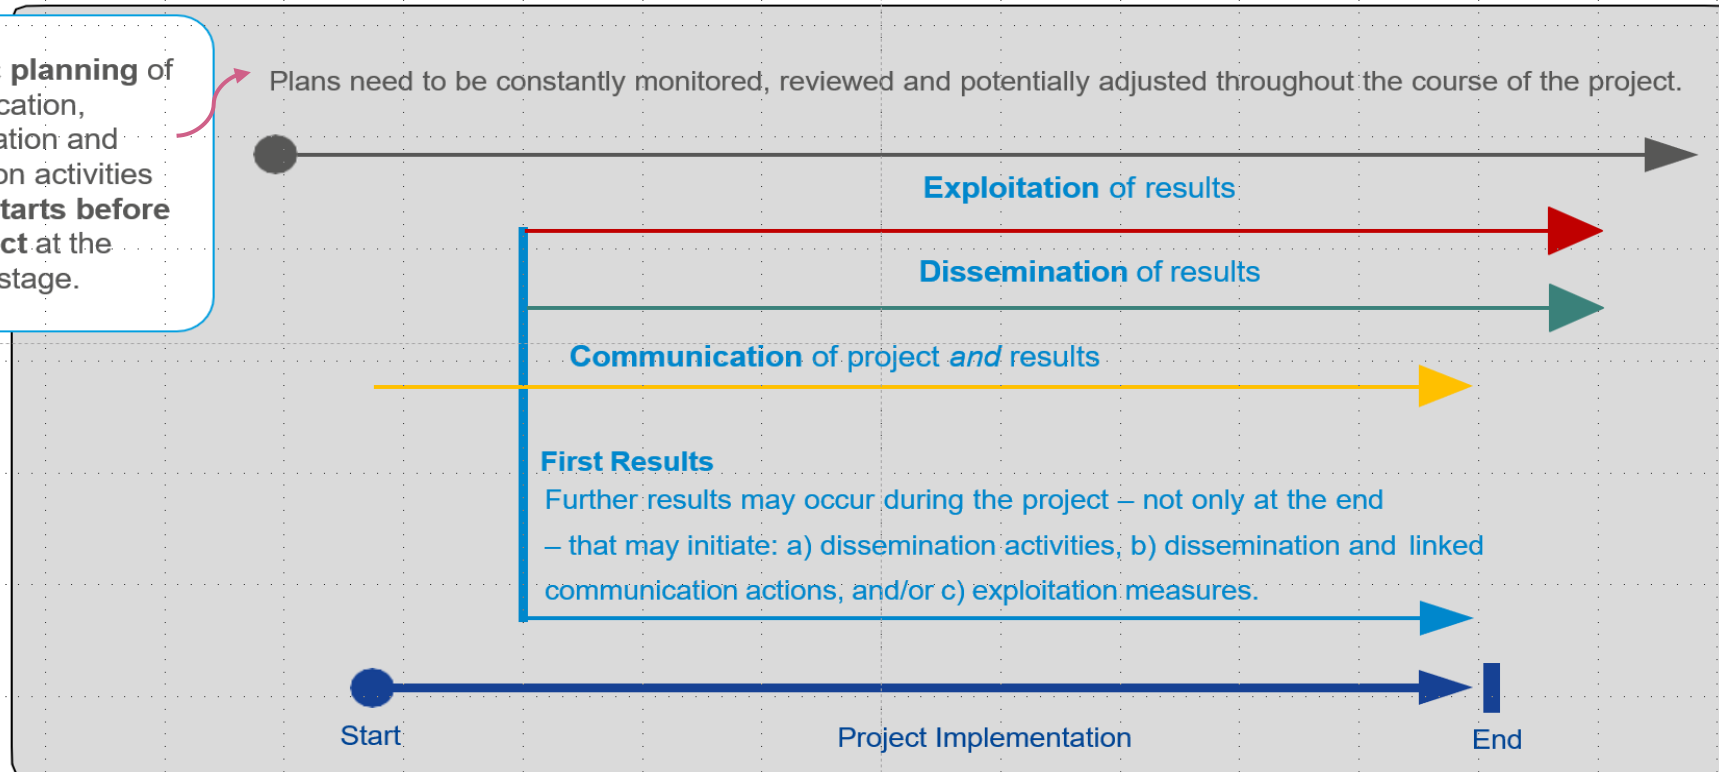 planning of
cation,
ation and
on activities
tarts before
ct at the
stage.
Plans need to be constantly monitored, reviewed and potentially adjusted throughout the course of the project.
Exploitation of results
Dissemination of results
Communication of project and results
First Results
Further results may occur during the project – not only at the end
– that may initiate: a) dissemination activities, b) dissemination and linked
communication actions, and/or c) exploitation measures.
Start
Project Implementation
End